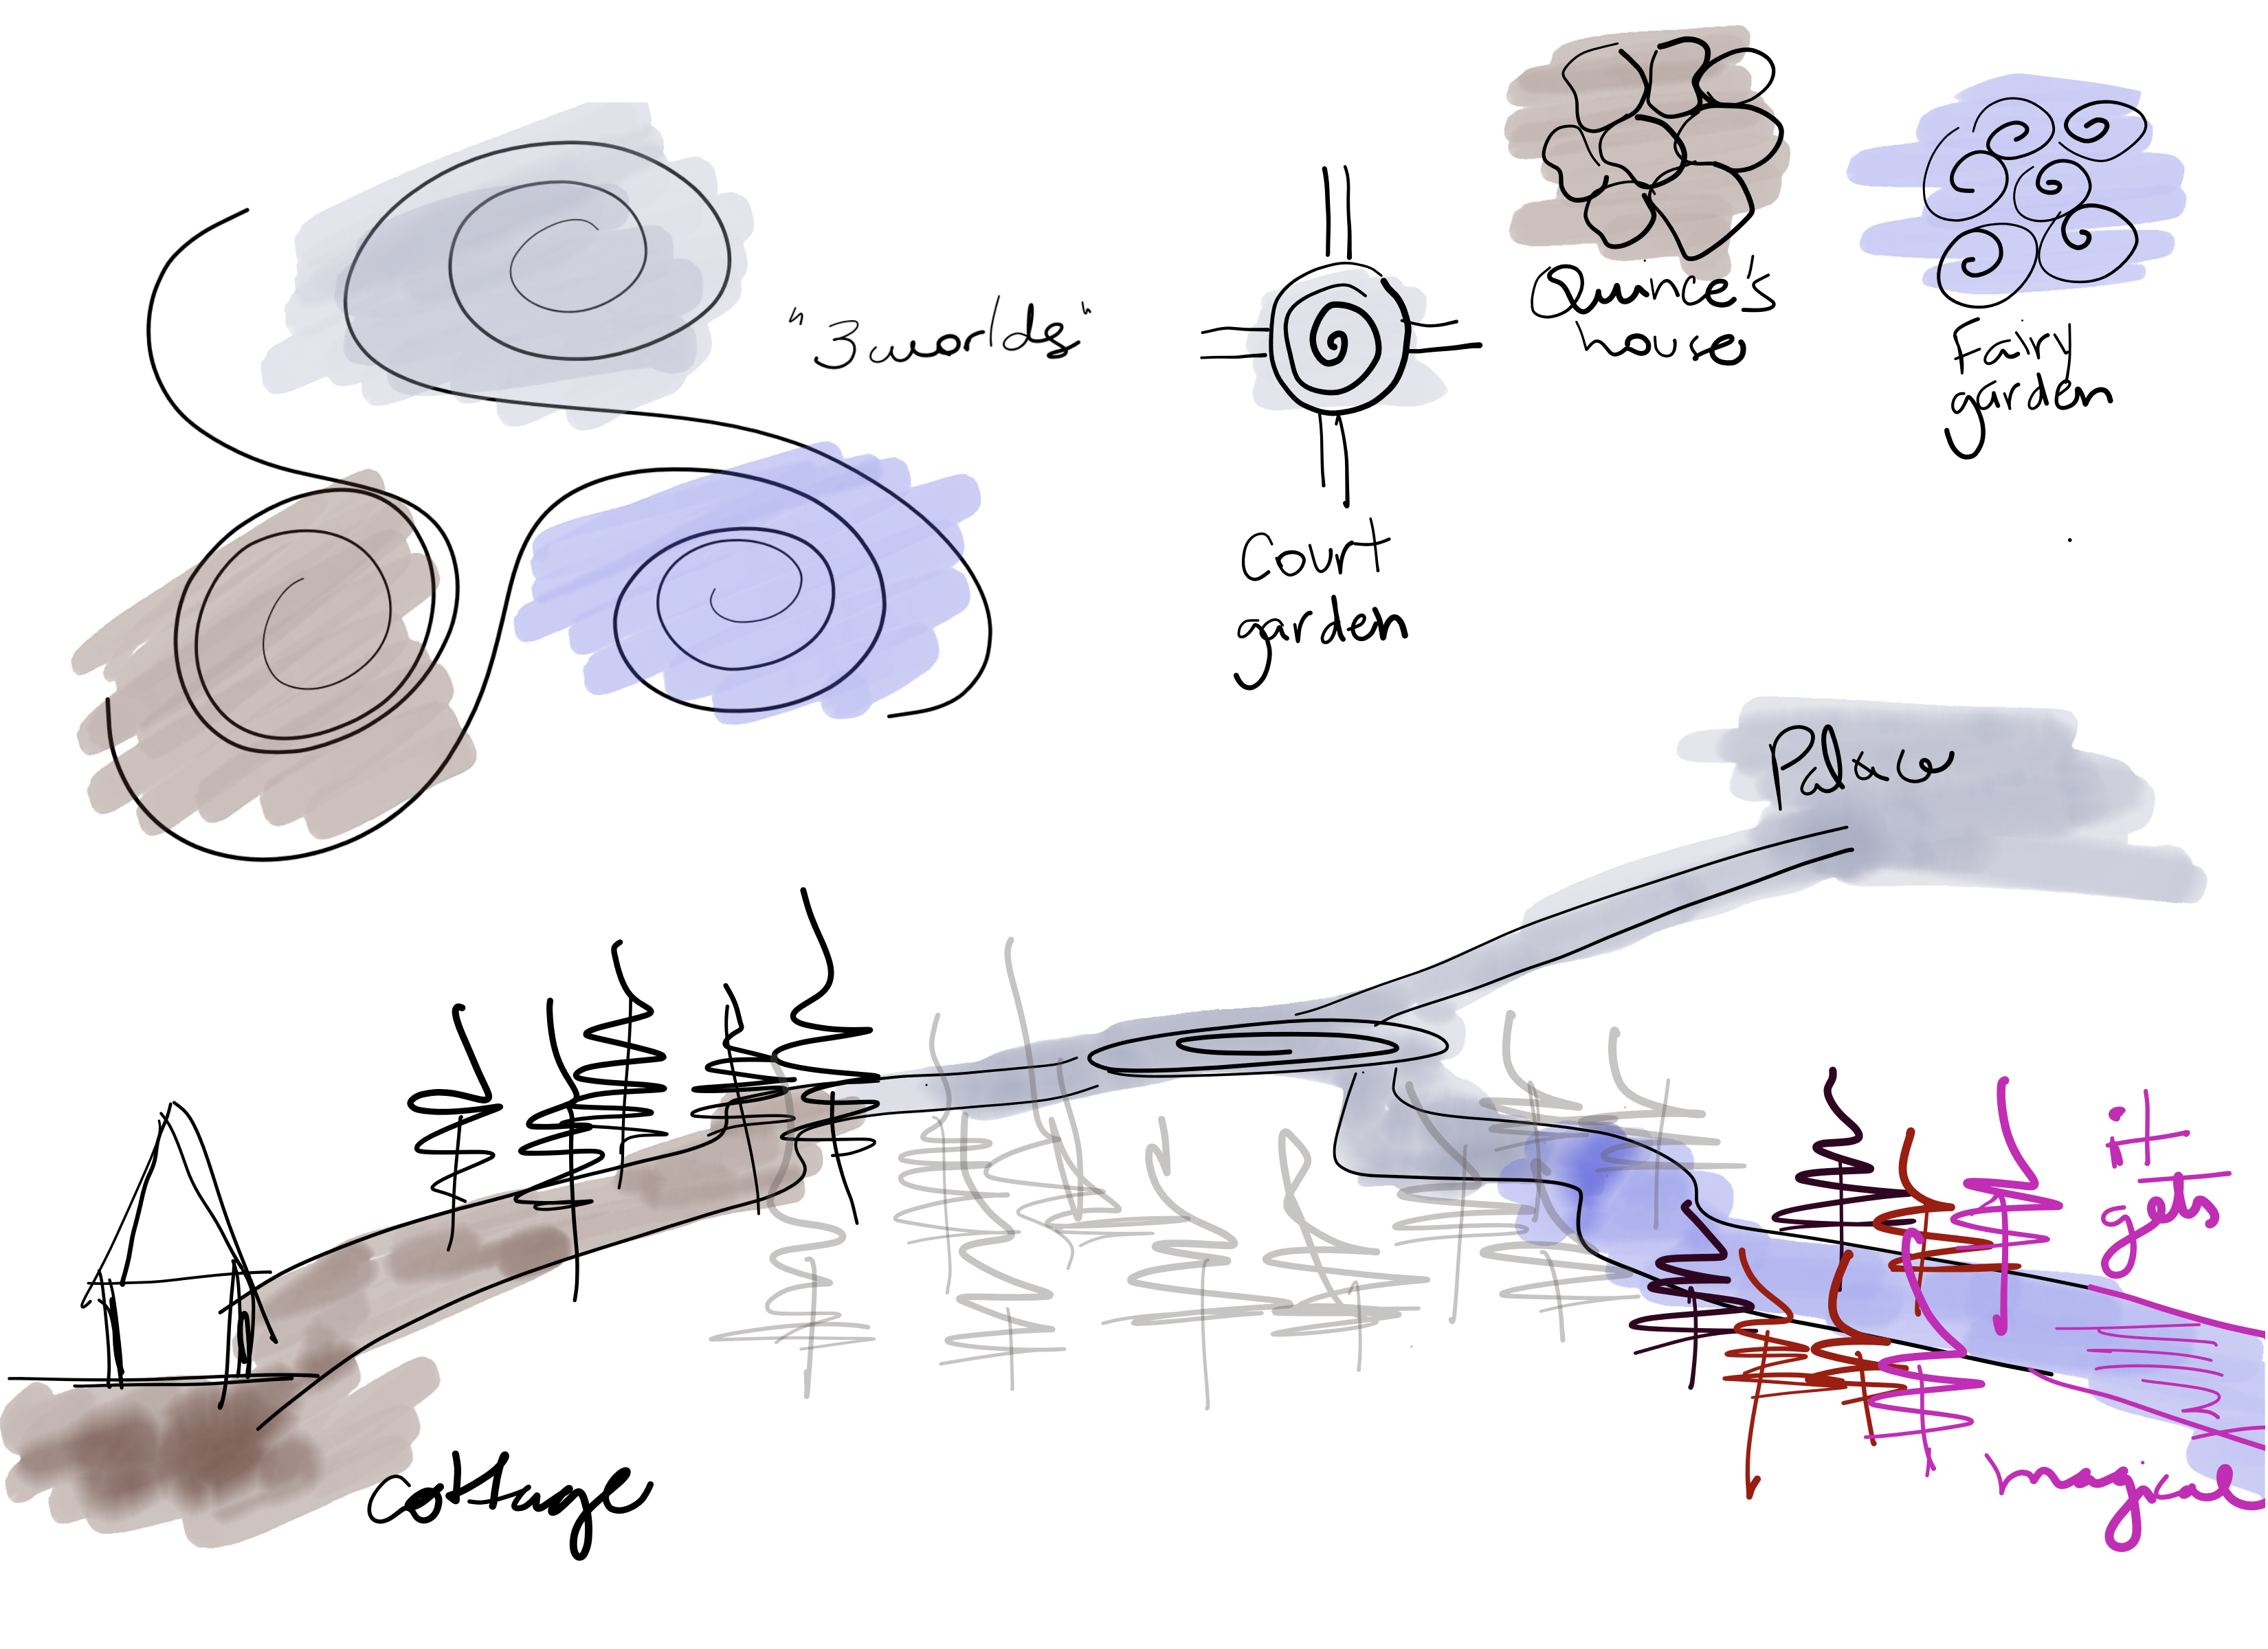 "3 worlds"
Court
garden
Quince's
house
Fairy
garden
Palace
Cottage
it
gets
magical